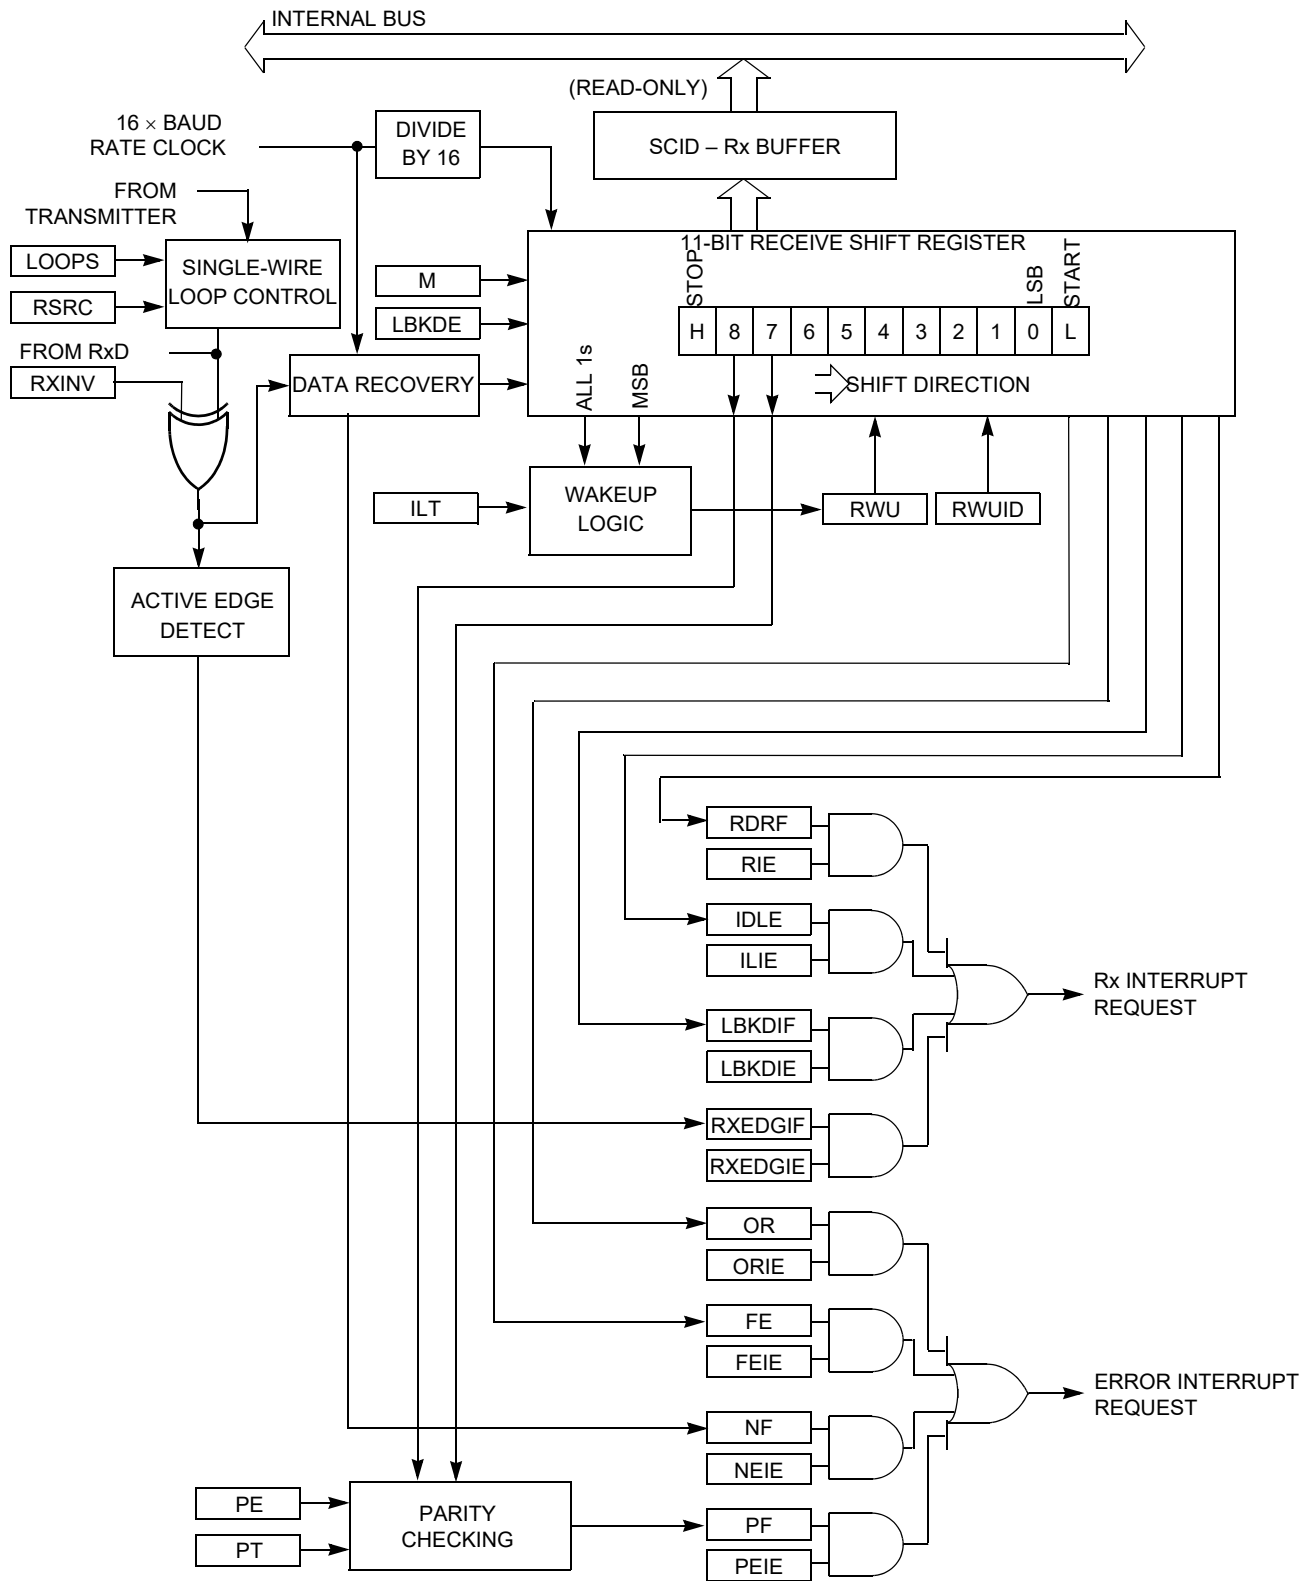 INTERNAL BUS
(READ-ONLY)
16 × BAUD
RATE CLOCK
DIVIDE
BY 16
SCID – Rx BUFFER
FROM
TRANSMITTER
11-BIT RECEIVE SHIFT REGISTER
LOOPS
SINGLE-WIRE
LOOP CONTROL
RSRC
M
LBKDE
STOP
LSB
START
H 8 7 6 5 4 3 2 1 0 L
FROM RxD
RXINV
DATA RECOVERY
ALL 1s
MSB
SHIFT DIRECTION
ILT
WAKEUP
LOGIC
RWU
RWUID
ACTIVE EDGE
DETECT
RDRF
RIE
IDLE
ILIE
Rx INTERRUPT
REQUEST
LBKDIF
LBKDIE
RXEDGIF
RXEDGIE
OR
ORIE
FE
FEIE
ERROR INTERRUPT
REQUEST
NF
NEIE
PE
PT
PARITY
CHECKING
PF
PEIE